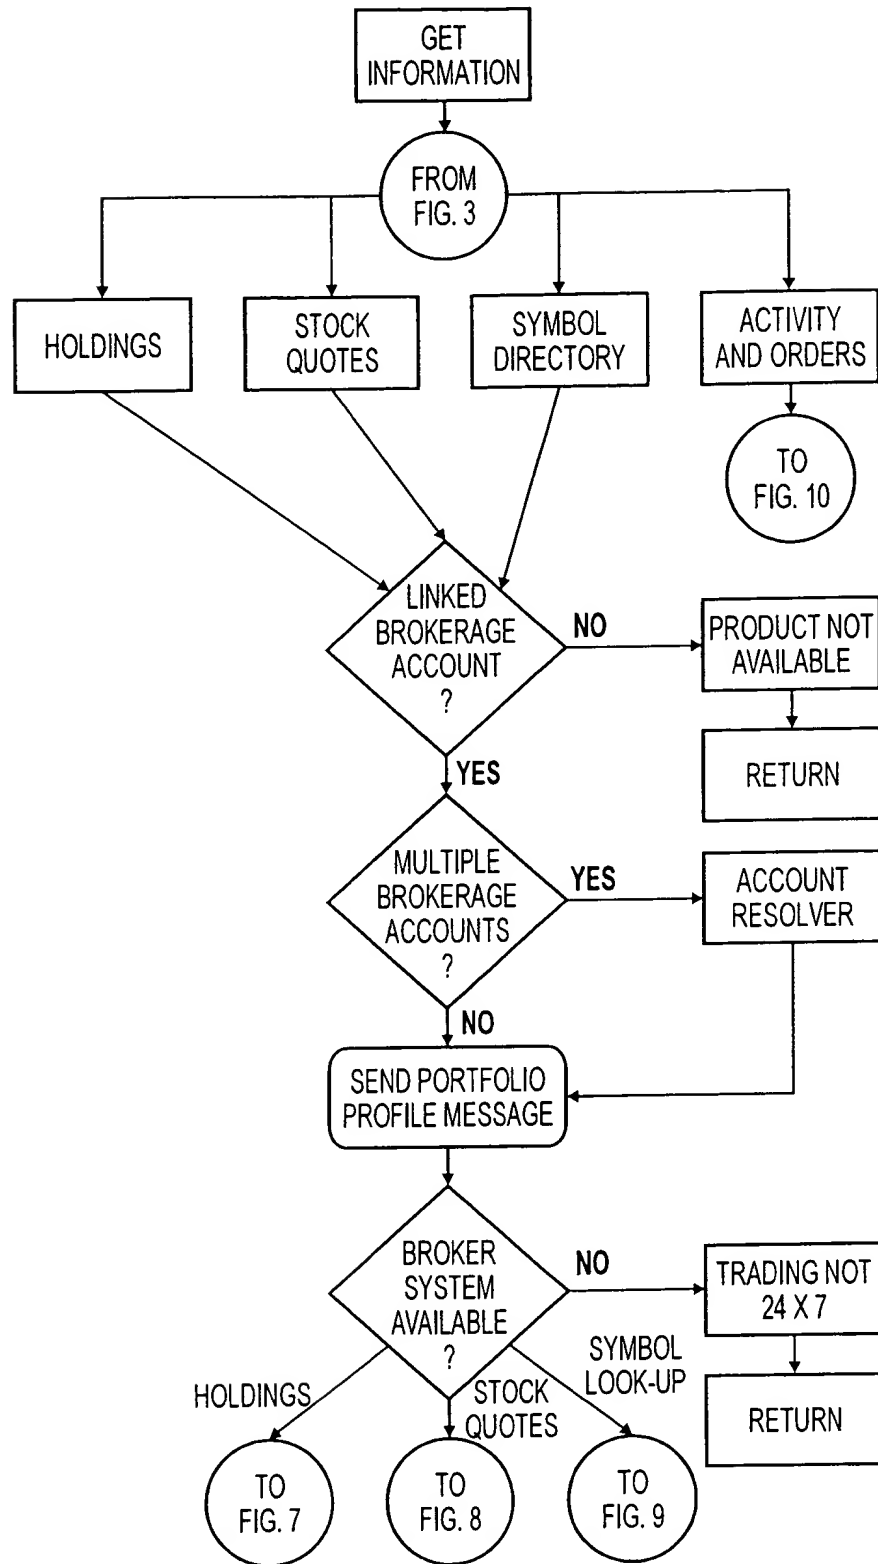 GET
INFORMATION
FROM
FIG. 3
HOLDINGS
STOCK
QUOTES
SYMBOL
DIRECTORY
ACTIVITY
AND ORDERS
TO
FIG. 10
LINKED
BROKERAGE
ACCOUNT
?
NO
PRODUCT NOT
AVAILABLE
RETURN
YES
MULTIPLE
BROKERAGE
ACCOUNTS
?
YES
ACCOUNT
RESOLVER
NO
SEND PORTFOLIO
PROFILE MESSAGE
BROKER
SYSTEM
AVAILABLE
?
NO
TRADING NOT
24 X 7
RETURN
HOLDINGS
STOCK
QUOTES
SYMBOL
LOOK-UP
TO
FIG. 7
TO
FIG. 8
TO
FIG. 9